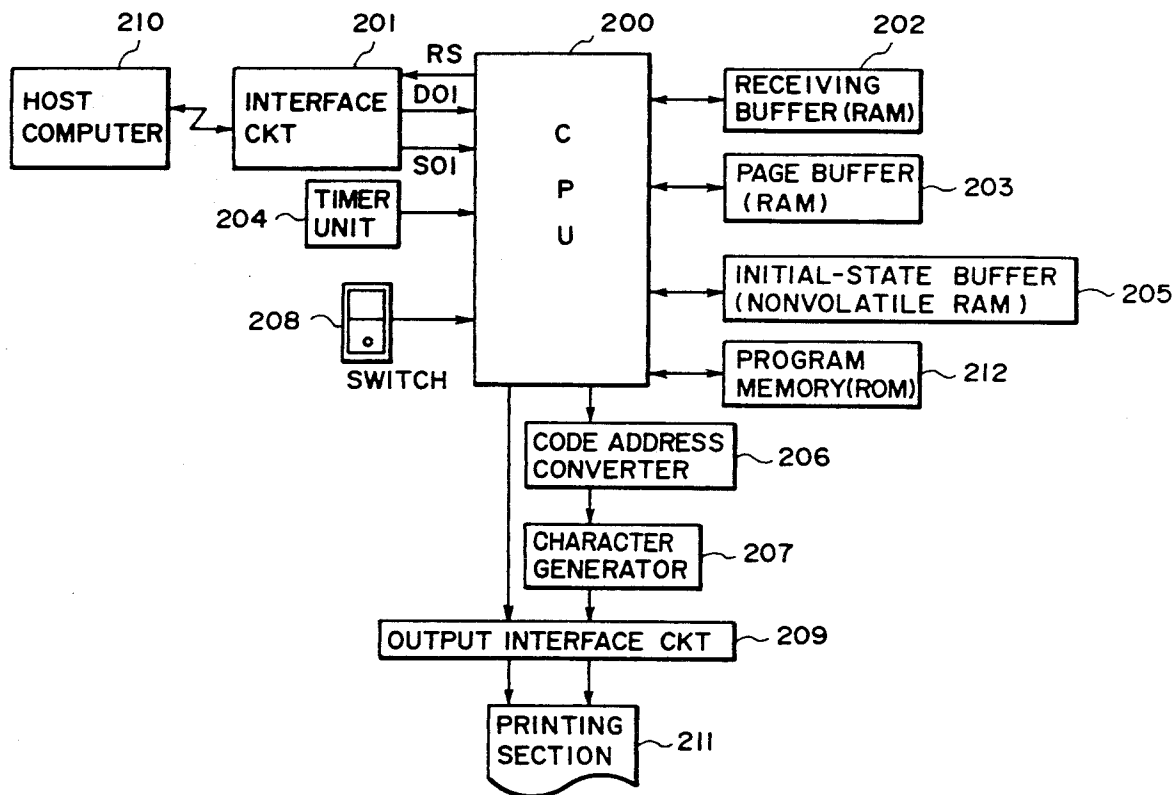 210
201
200
202
HOST
COMPUTER
INTERFACE
CKT
RS
DO1
SO1
C
P
U
RECEIVING
BUFFER (RAM)
PAGE BUFFER
(RAM)
203
204
TIMER
UNIT
INITIAL-STATE BUFFER
(NONVOLATILE RAM)
205
208
SWITCH
PROGRAM
MEMORY(ROM)
212
CODE ADDRESS
CONVERTER
206
CHARACTER
GENERATOR
207
OUTPUT INTERFACE CKT
209
PRINTING
SECTION
211